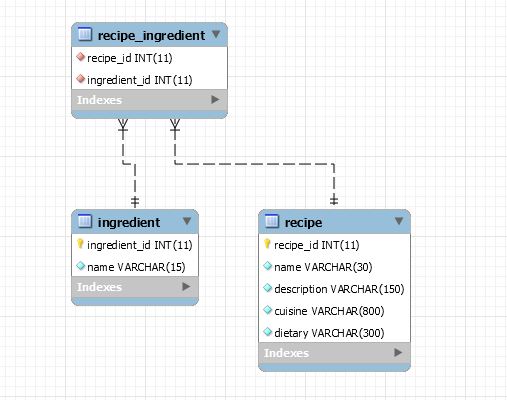 recipe_ingredient
recipe_id INT(11)
ingredient_id INT(11)
Indexes
ingredient
ingredient_id INT(11)
name VARCHAR(15)
Indexes
recipe
recipe_id INT(11)
name VARCHAR(30)
description VARCHAR(150)
cuisine VARCHAR(800)
dietary VARCHAR(300)
Indexes